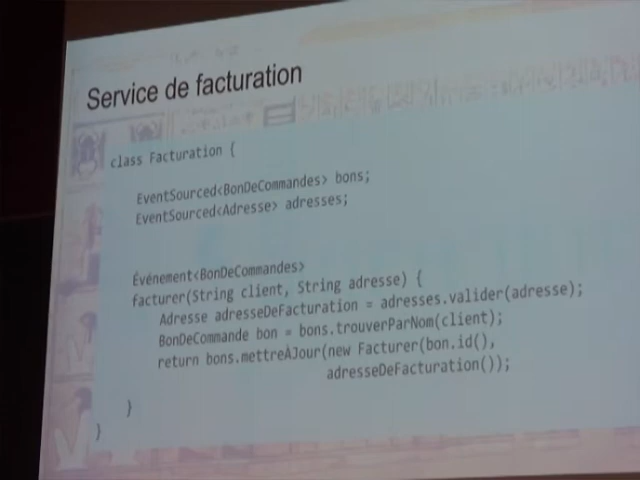 Service de facturation
class Facturation {
EventSourced<BonDeCommandes> bons;
EventSourced<Adresse> adresses;
Événement<BonDeCommandes>
facturer(String client, String adresse) {
Adresse adresseDeFacturation = adresses.valider(adresse);
BonDeCommande bon = bons.trouverParNom(client);
return bons.mettreÀJour(new Facturer(bon.id(),
adresseDeFacturation());
}
}